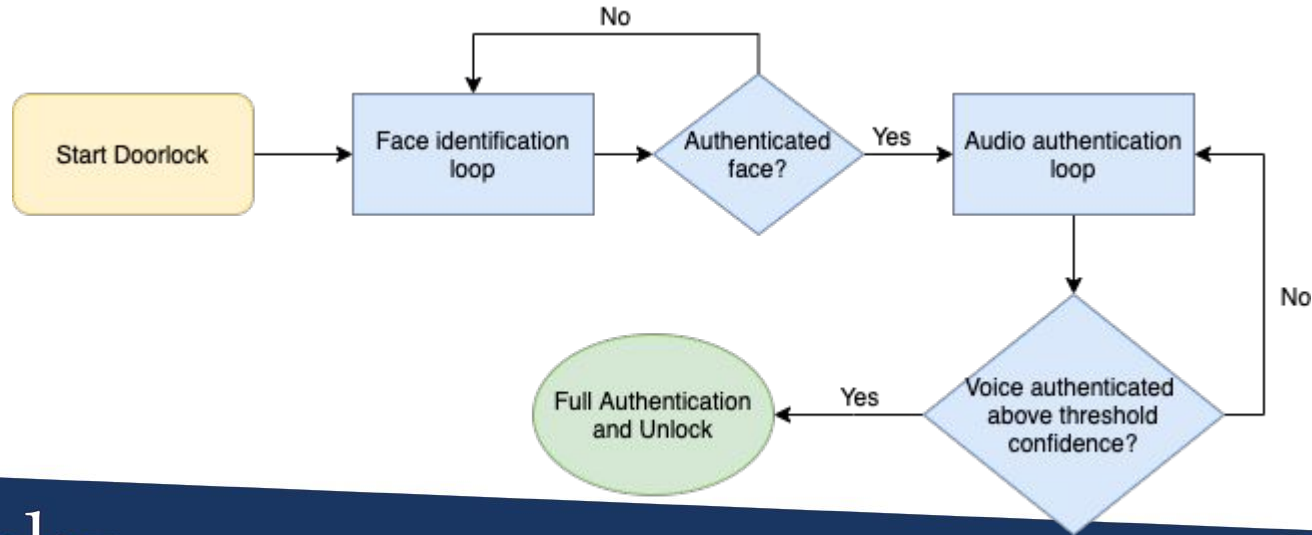 No
Start Doorlock
Face identification
loop
Authenticated
face?
Yes
Audio authentication
loop
No
Voice authenticated
above threshold
confidence?
Yes
Full Authentication
and Unlock